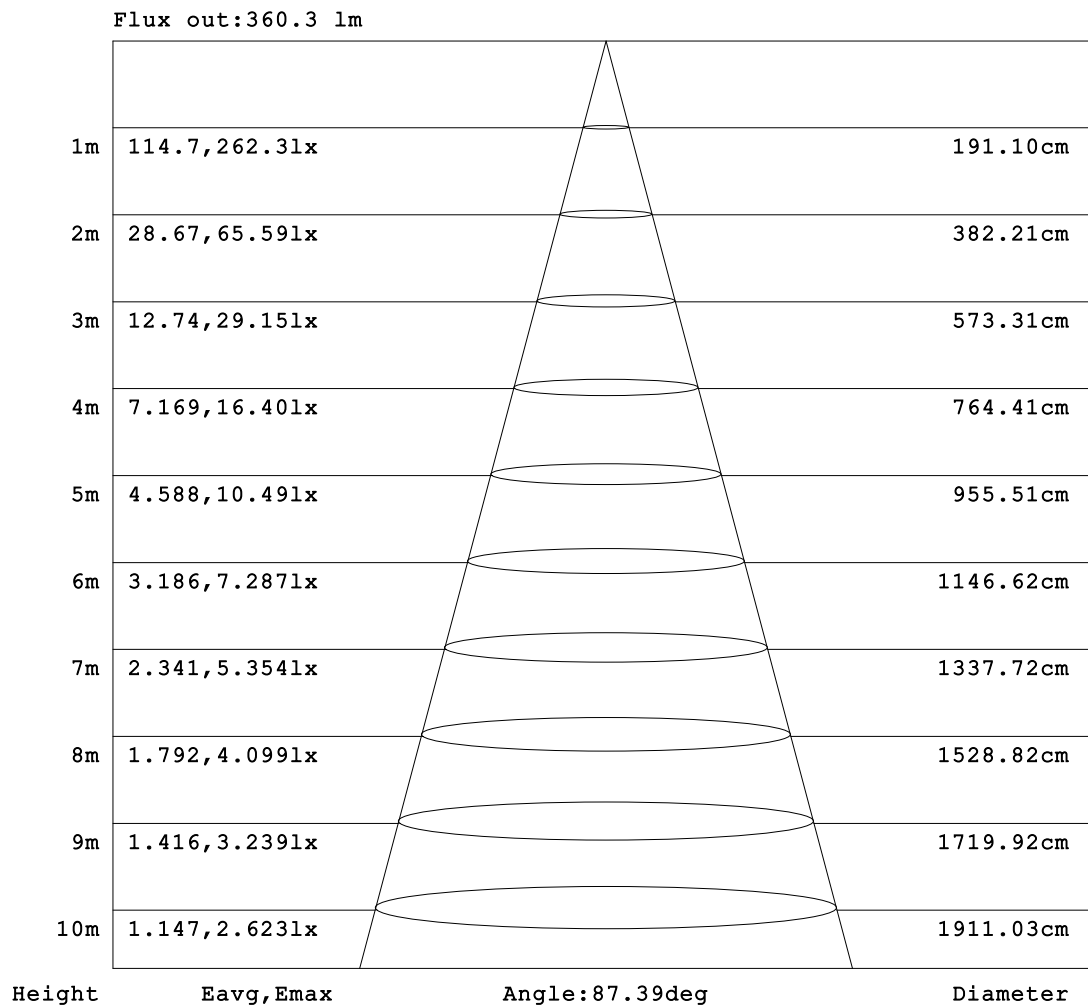 Flux out:360.3 lm
1m 114.7,262.3lx 191.10cm
2m 28.67,65.59lx 382.21cm
3m 12.74,29.15lx 573.31cm
4m 7.169,16.40lx 764.41cm
5m 4.588,10.49lx 955.51cm
6m 3.186,7.287lx 1146.62cm
7m 2.341,5.354lx 1337.72cm
8m 1.792,4.099lx 1528.82cm
9m 1.416,3.239lx 1719.92cm
10m 1.147,2.623lx 1911.03cm
Height Eavg,Emax Angle:87.39deg Diameter